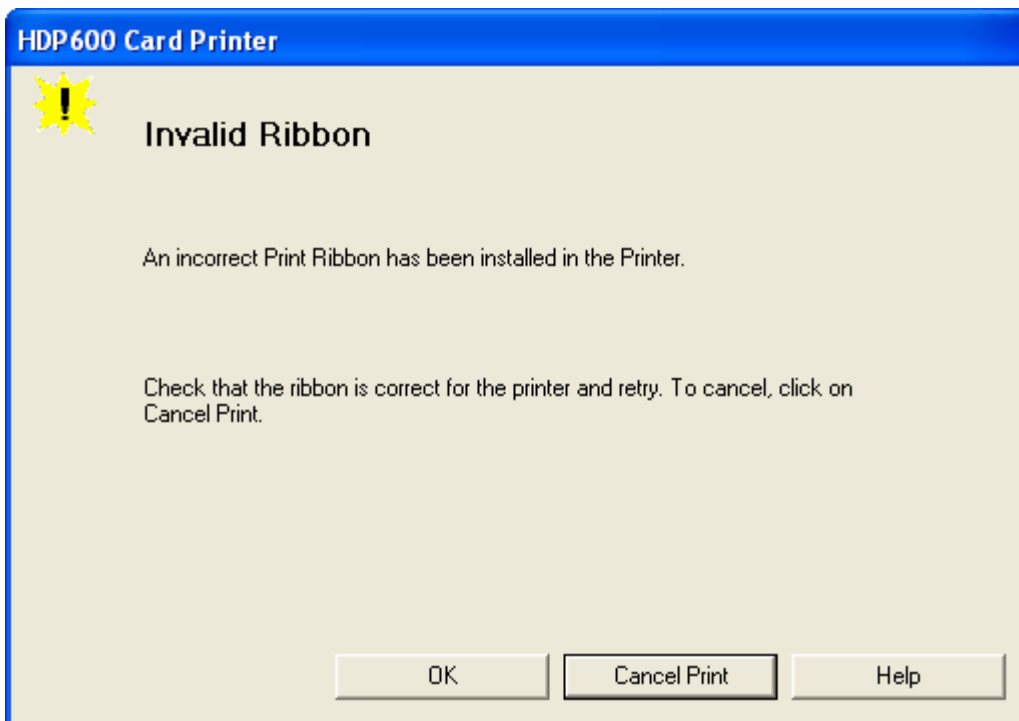 HDP600 Card Printer
Invalid Ribbon
An incorrect Print Ribbon has been installed in the Printer.
Check that the ribbon is correct for the printer and retry. To cancel, click on
Cancel Print.
OK
Cancel Print
Help